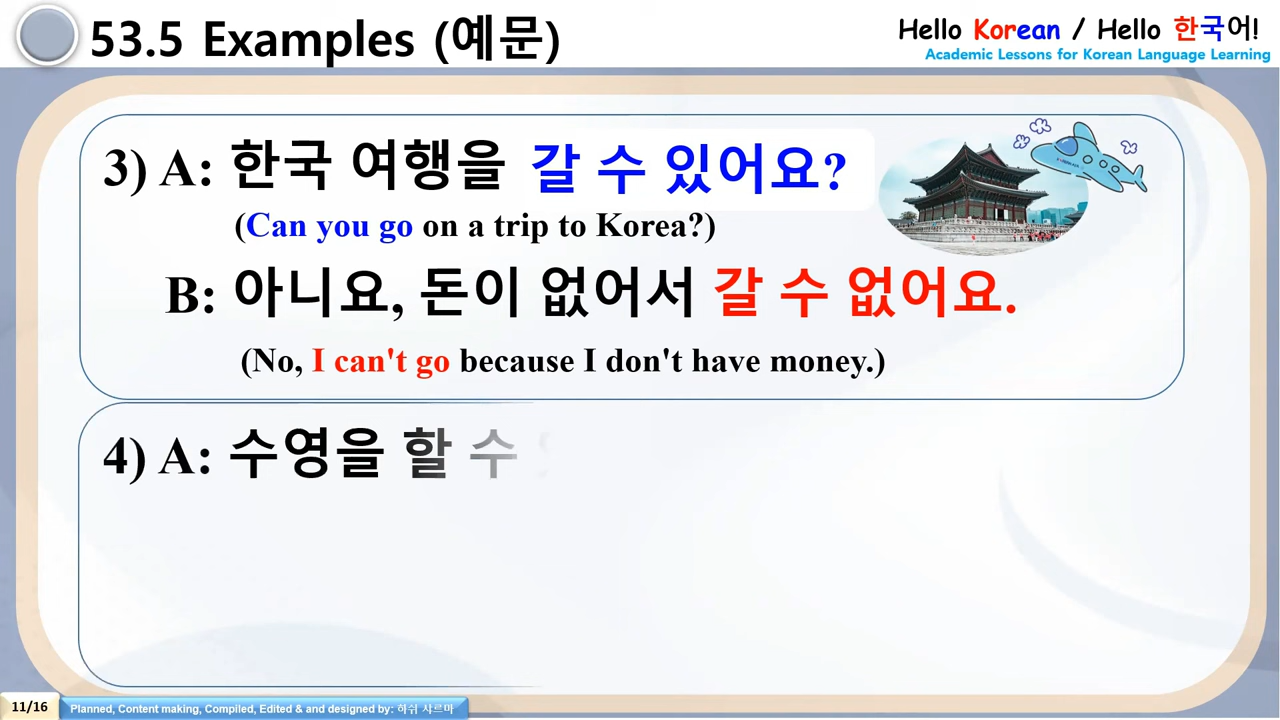 53.5 Examples (예문)
Hello Korean / Hello 한국어!
Academic Lessons for Korean Language Learning
3) A: 한국 여행을 갈 수 있어요?
(Can you go on a trip to Korea?)
B: 아니요, 돈이 없어서 갈 수 없어요.
(No, I can't go because I don't have money.)
4) A: 수영을 할 수
11/16
Planned, Content making, Compiled, Edited & and designed by: 하쉬 샤르마